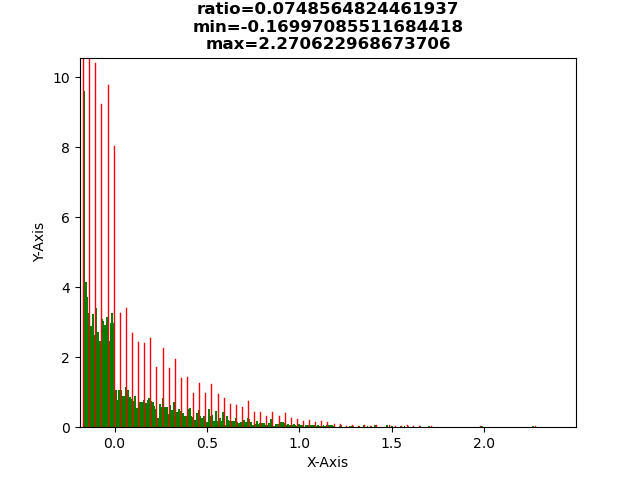 ratio=0.0748564824461937
min=-0.16997085511684418
max=2.270622968673706
10
8
6
4
2
0
Y-Axis
0.0 0.5 1.0 1.5 2.0
X-Axis